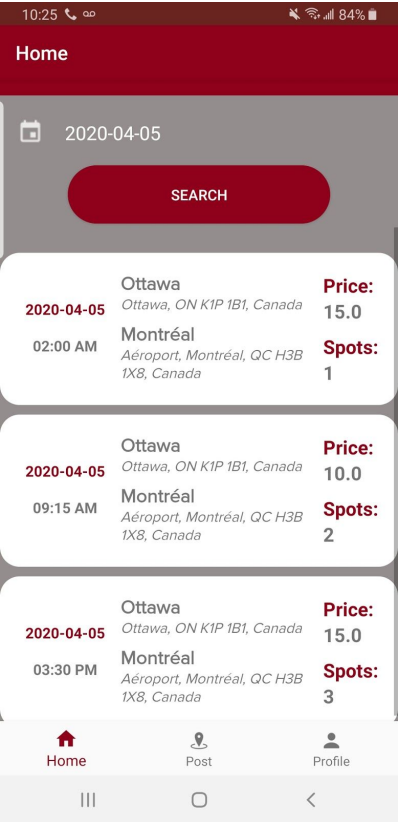 10:25 84%
Home
2020-04-05
SEARCH
2020-04-05
02:00 AM
Ottawa
Ottawa, ON K1P 1B1, Canada
Montréal
Aéroport, Montréal, QC H3B
1X8, Canada
Price:
15.0
Spots:
1
2020-04-05
09:15 AM
Ottawa
Ottawa, ON K1P 1B1, Canada
Montréal
Aéroport, Montréal, QC H3B
1X8, Canada
Price:
10.0
Spots:
2
2020-04-05
03:30 PM
Ottawa
Ottawa, ON K1P 1B1, Canada
Montréal
Aéroport, Montréal, QC H3B
1X8, Canada
Price:
15.0
Spots:
3
Home
Post
Profile